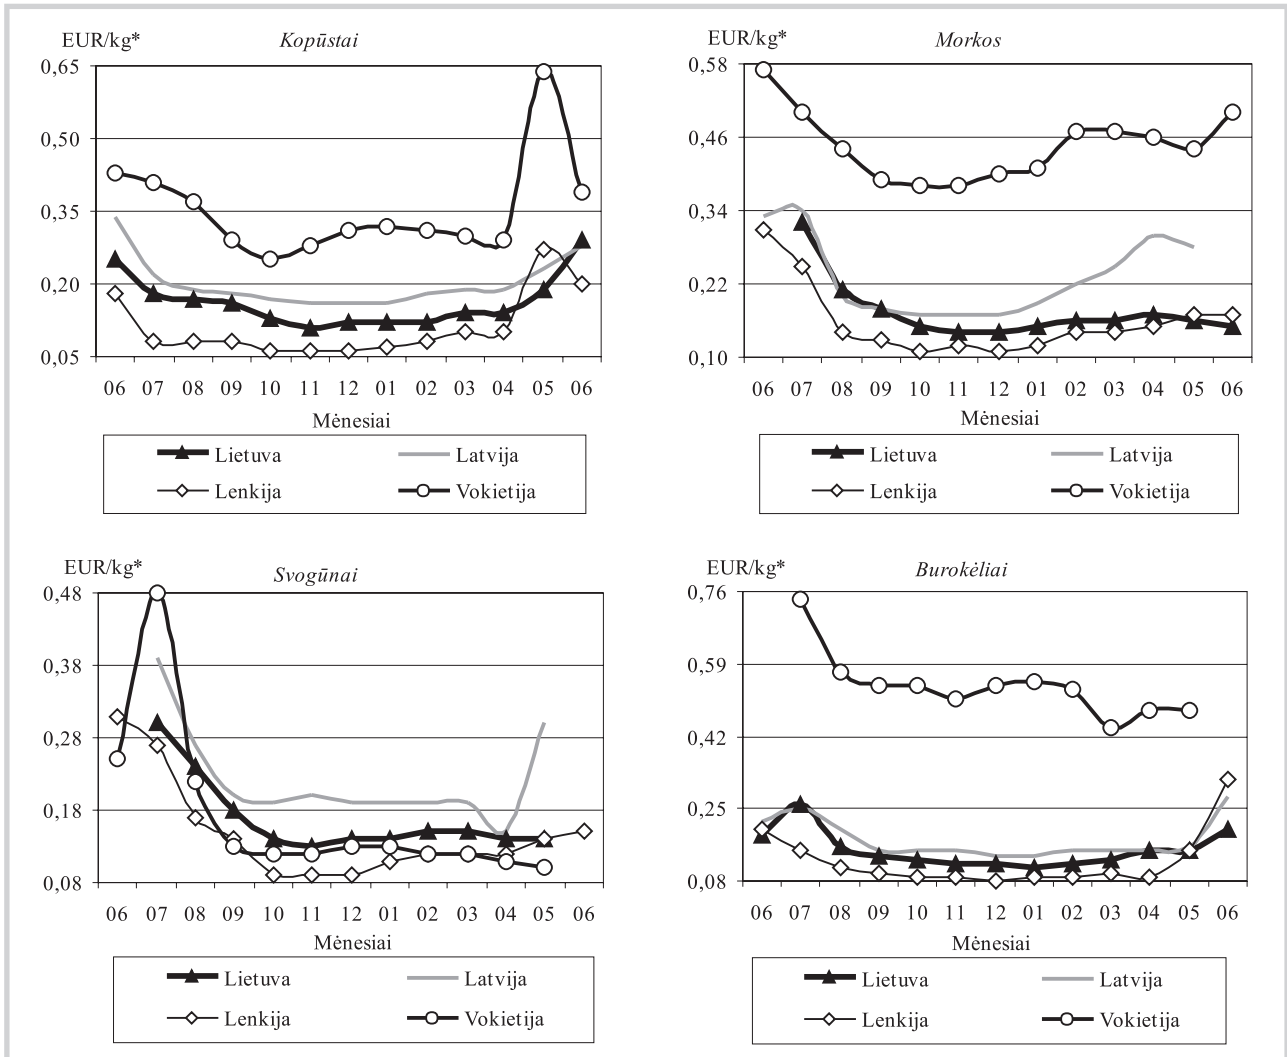 EUR/kg*
Kopūstai
0,65
0,50
0,35
0,20
0,05
06 07 08 09 10 11 12 01 02 03 04 05 06
Mėnesiai
Lietuva Latvija
Lenkija Vokietija
EUR/kg*
Morkos
0,58
0,46
0,34
0,22
0,10
06 07 08 09 10 11 12 01 02 03 04 05 06
Mėnesiai
Lietuva Latvija
Lenkija Vokietija
EUR/kg*
Svogūnai
0,48
0,38
0,28
0,18
0,08
06 07 08 09 10 11 12 01 02 03 04 05 06
Mėnesiai
Lietuva Latvija
Lenkija Vokietija
EUR/kg*
Burokėliai
0,76
0,59
0,42
0,25
0,08
06 07 08 09 10 11 12 01 02 03 04 05 06
Mėnesiai
Lietuva Latvija
Lenkija Vokietija